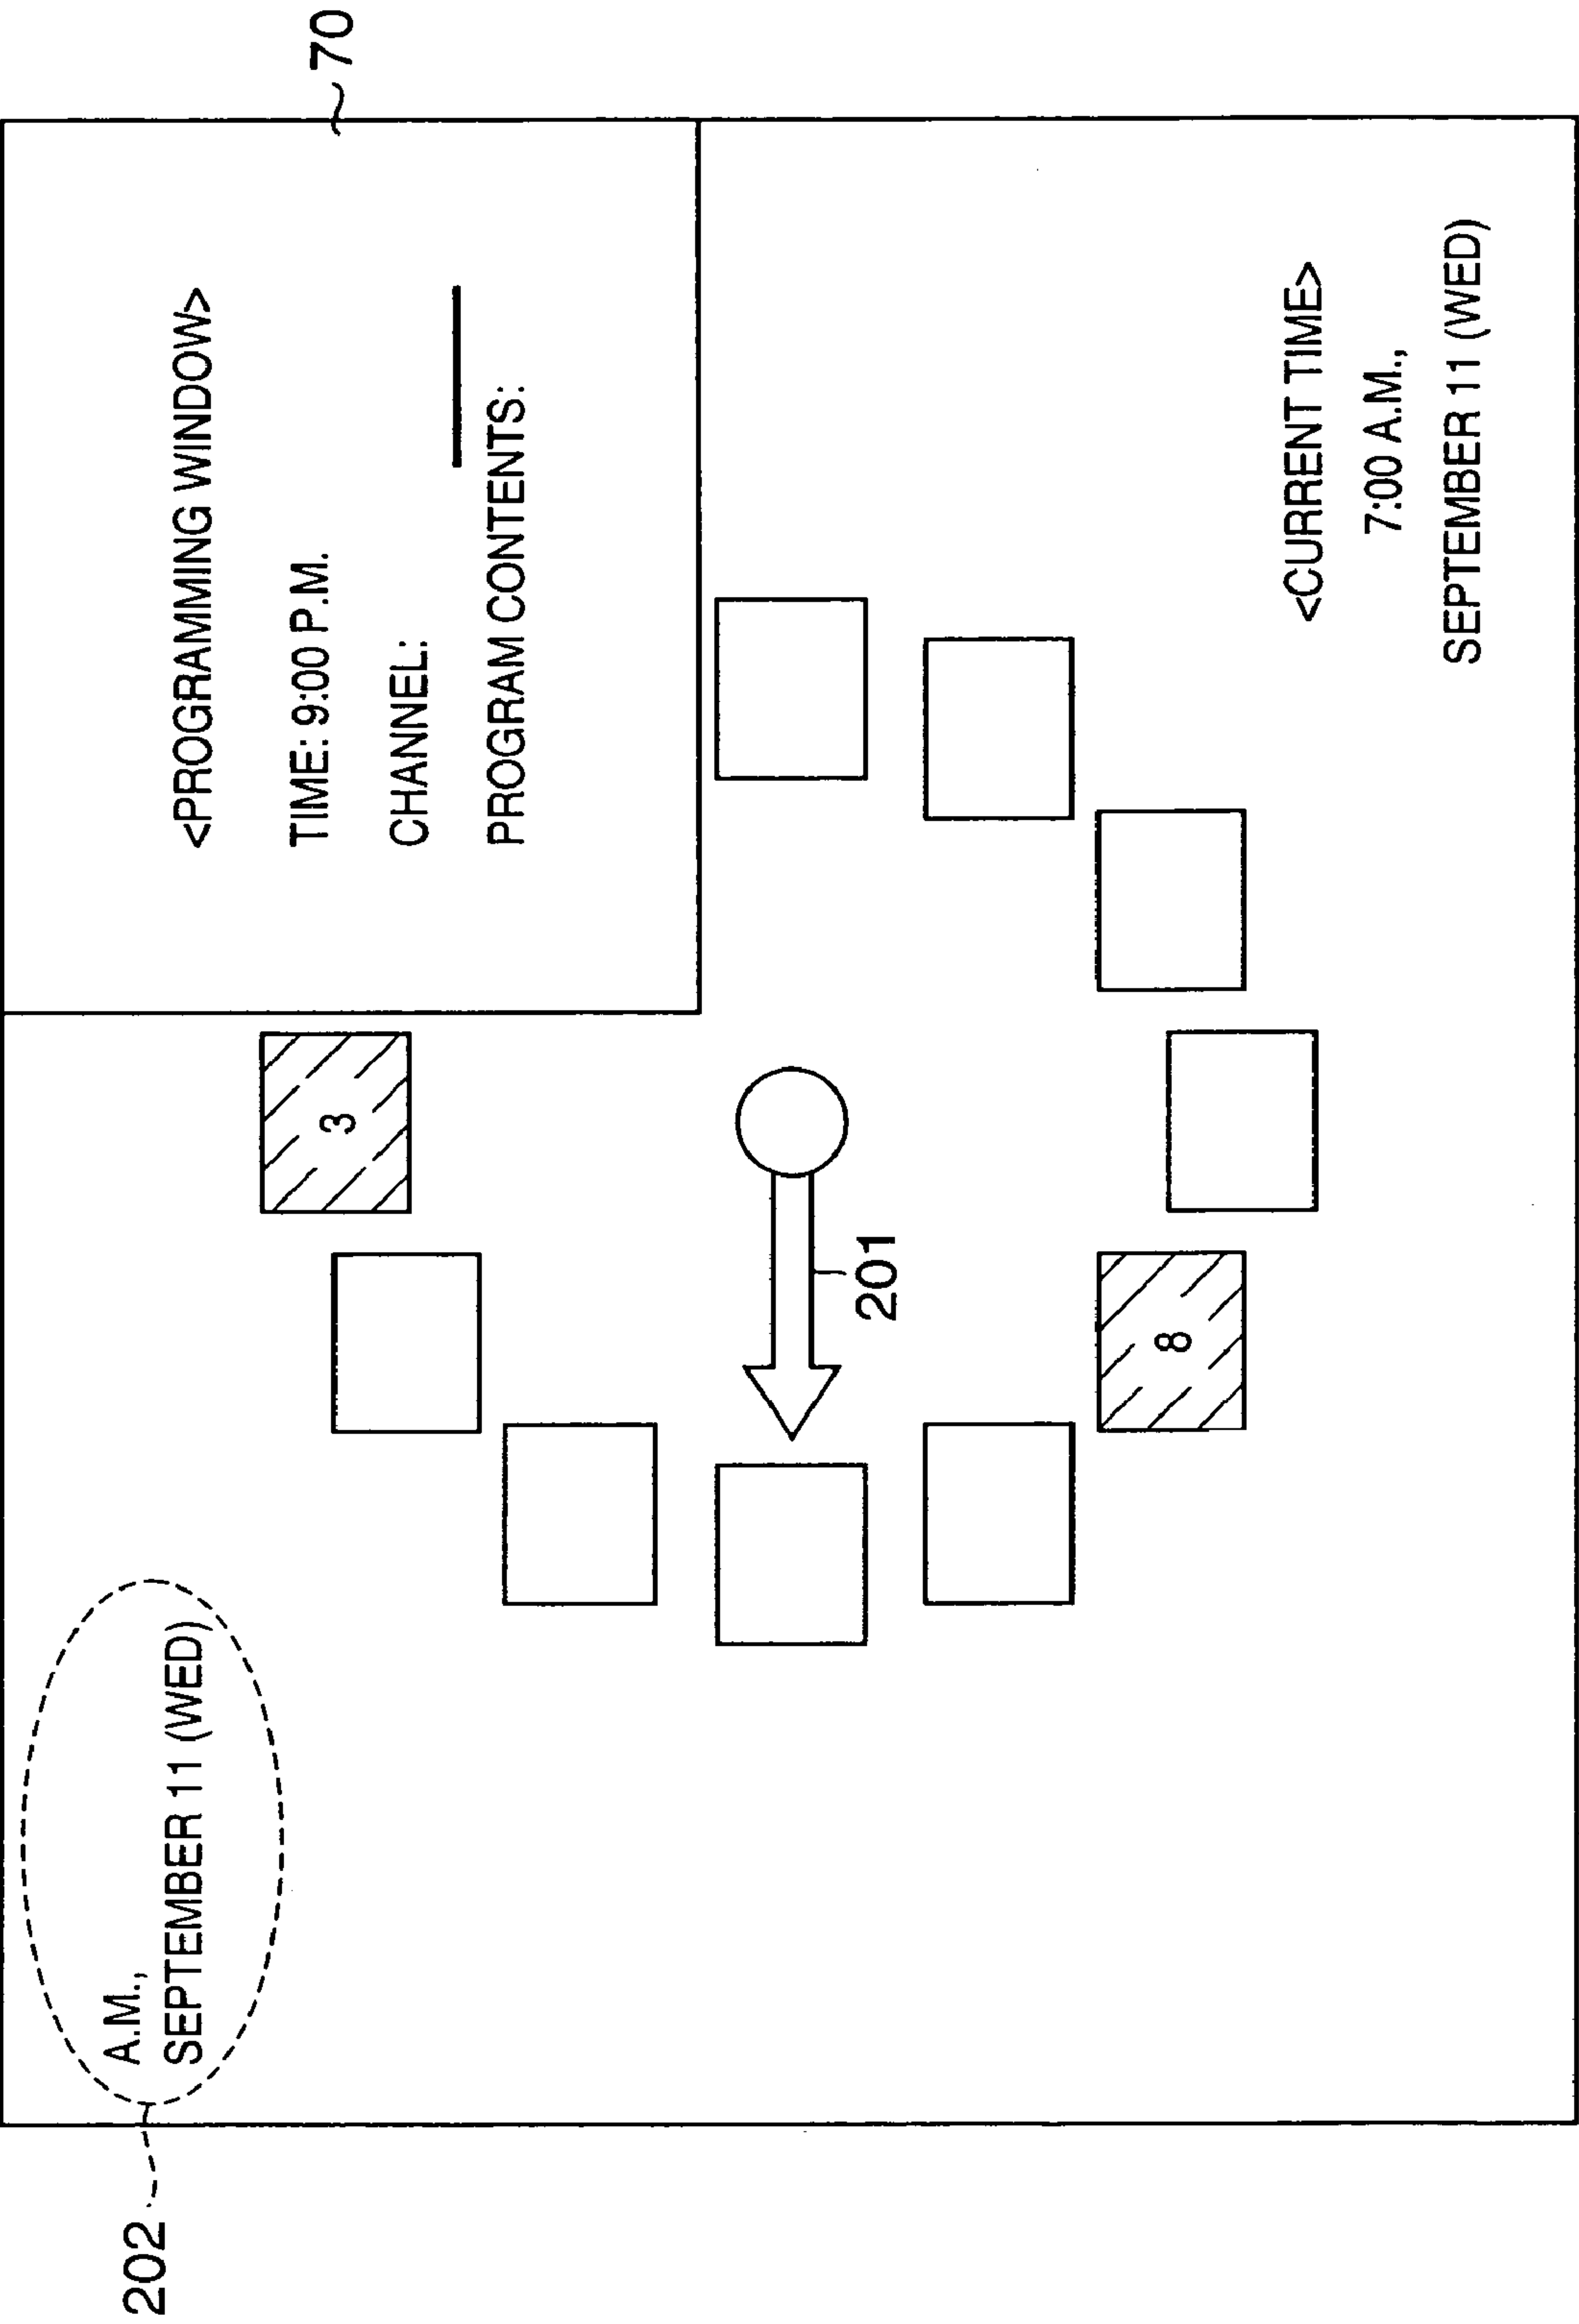 202
A.M.,
SEPTEMBER 11 (WED)
<PROGRAMMING WINDOW>
TIME: 9:00 P.M.
CHANNEL:
PROGRAM CONTENTS:
70
3
201
8
<CURRENT TIME>
7:00 A.M.,
SEPTEMBER 11 (WED)